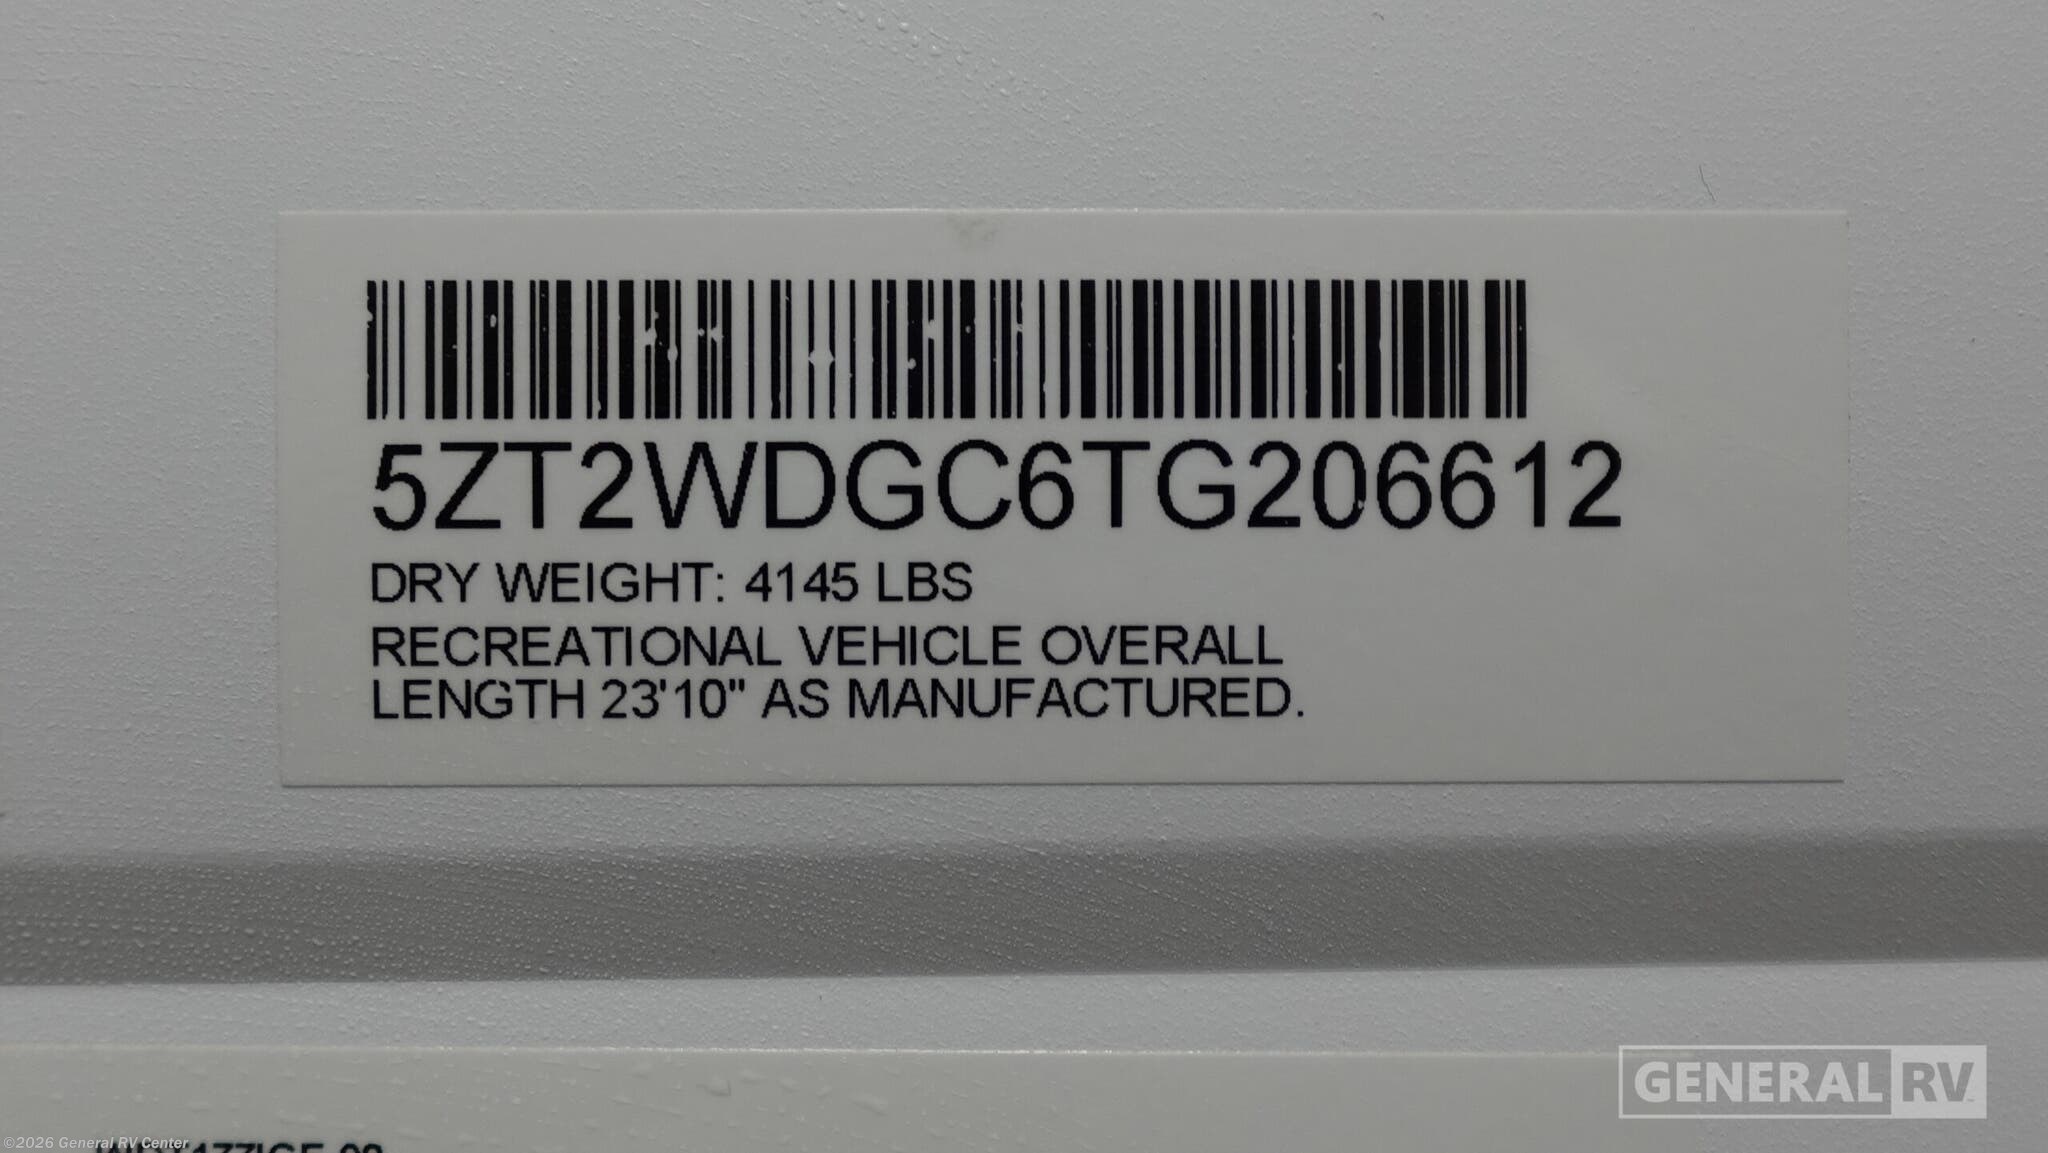 5ZT2WDGC6TG206612
DRY WEIGHT: 4145 LBS
RECREATIONAL VEHICLE OVERALL
LENGTH 23'10" AS MANUFACTURED.
GENERAL RV
©2026 General RV Center